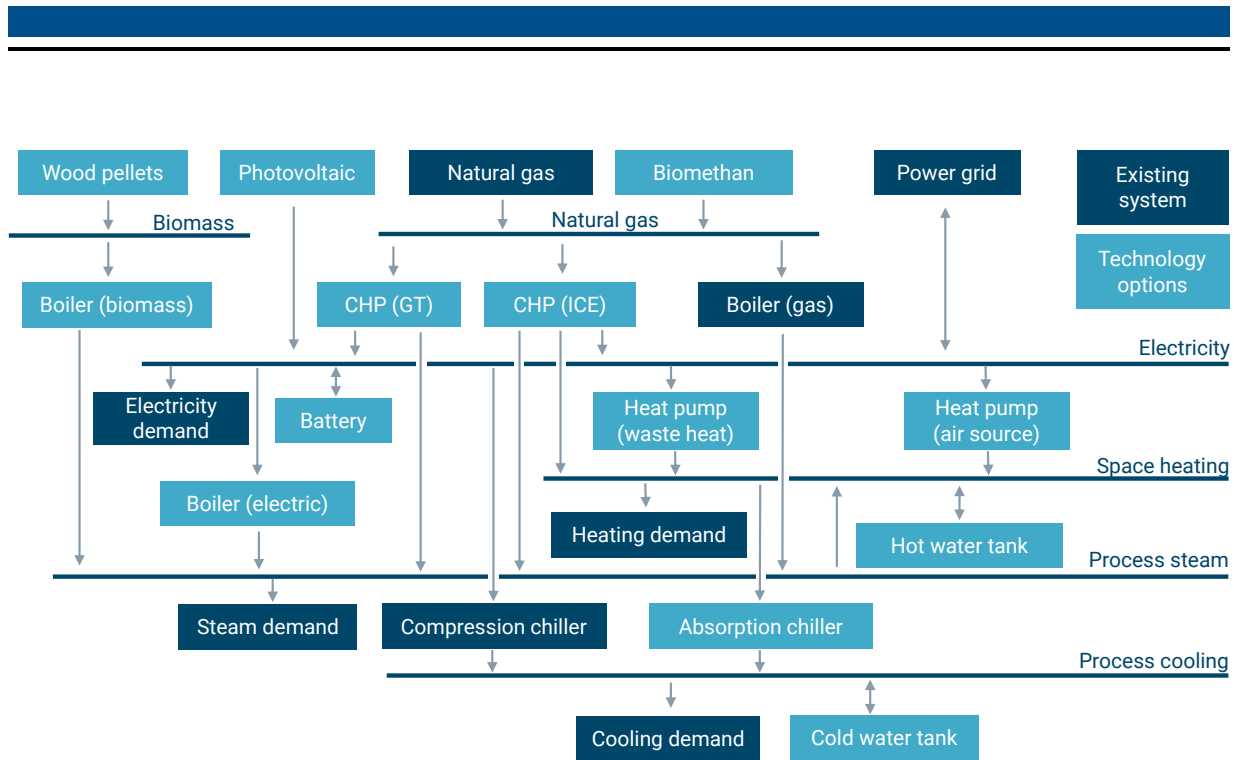 Wood pellets
Photovoltaic
Natural gas
Biomethan
Power grid
Existing
system
Biomass
Natural gas
Technology
options
Boiler (biomass)
CHP (GT)
CHP (ICE)
Boiler (gas)
Electricity
Electricity
demand
Battery
Heat pump
(waste heat)
Heat pump
(air source)
Space heating
Boiler (electric)
Heating demand
Hot water tank
Process steam
Steam demand
Compression chiller
Absorption chiller
Process cooling
Cooling demand
Cold water tank